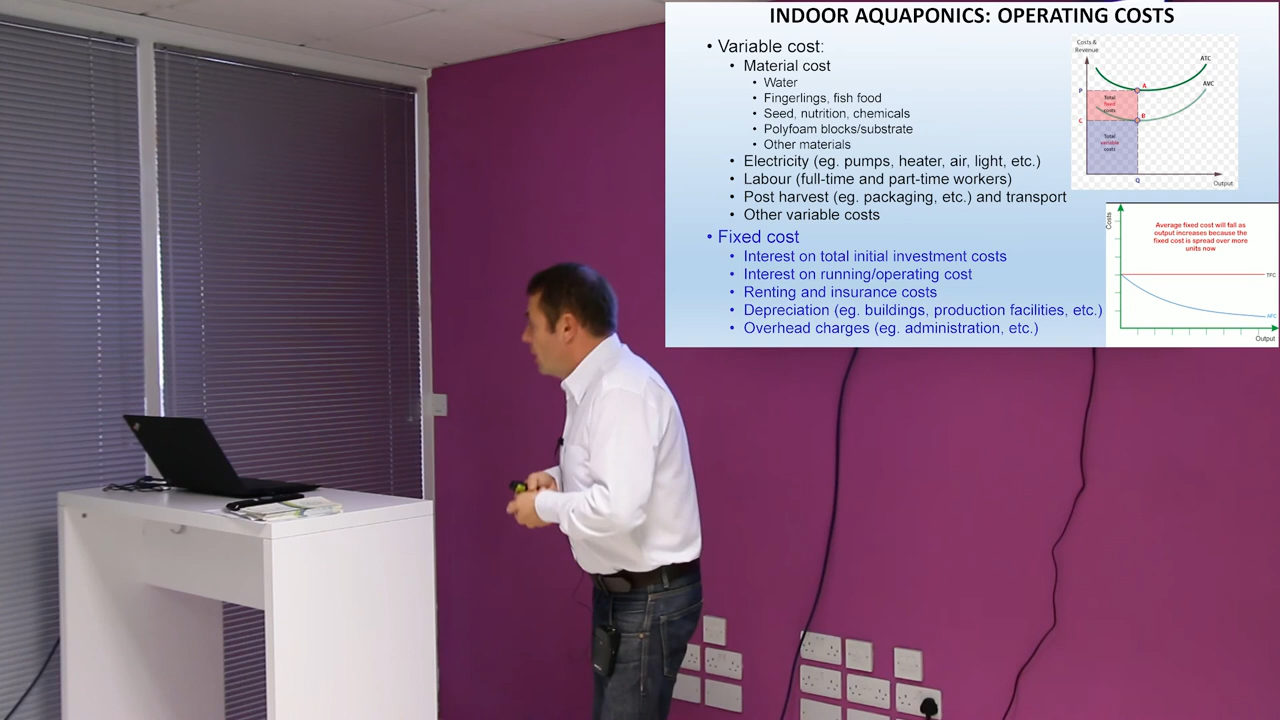 INDOOR AQUAPONICS: OPERATING COSTS
• Variable cost:
• Material cost
• Water
• Fingerlings, fish food
• Seed, nutrition, chemicals
• Polyfoam blocks/substrate
• Other materials
• Electricity (eg. pumps, heater, air, light, etc.)
• Labour (full-time and part-time workers)
• Post harvest (eg. packaging, etc.) and transport
• Other variable costs
• Fixed cost
• Interest on total initial investment costs
• Interest on running/operating cost
• Renting and insurance costs
• Depreciation (eg. buildings, production facilities, etc.)
• Overhead charges (eg. administration, etc.)
Costs &
Revenue
ATC
AVC
P
A
Total
fixed
costs
C
B
Total
variable
costs
Q
Output
Costs
Average fixed cost will fall as
output increases because the
fixed cost is spread over more
units now
TFC
AFC
Output